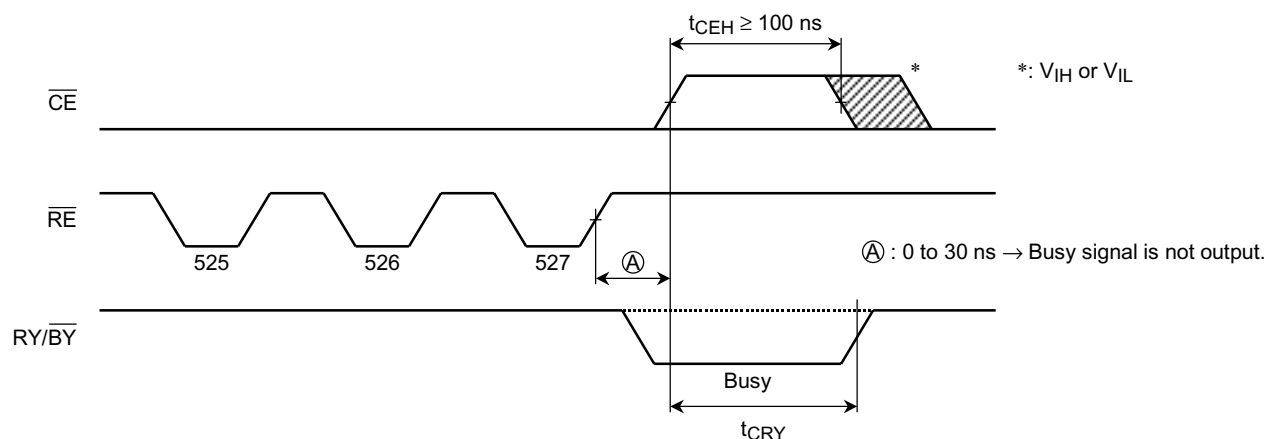 tCEH ≥ 100 ns
*
*: VIH or VIL
CE
RE
525
526
527
A
Ⓐ : 0 to 30 ns → Busy signal is not output.
RY/BY
Busy
tCRY